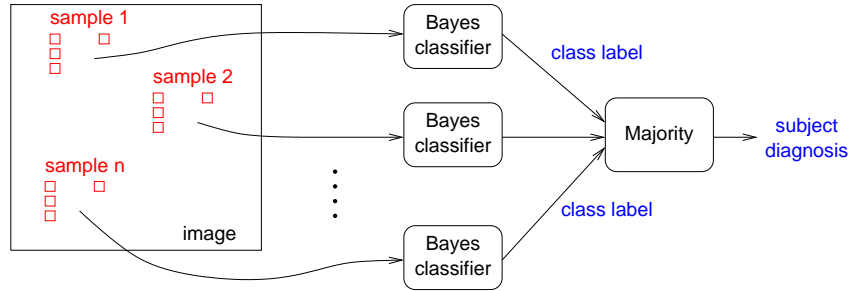 sample 1
sample 2
sample n
image
Bayes
classifier
Bayes
classifier
Bayes
classifier
class label
class label
Majority
subject
diagnosis